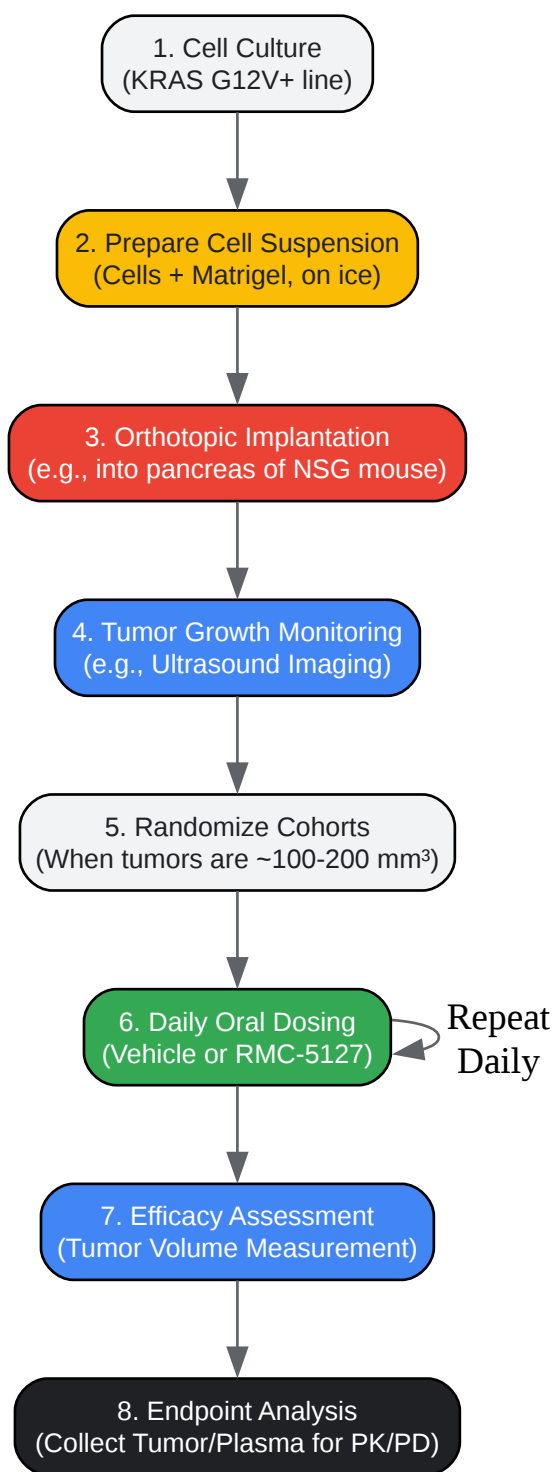 1. Cell Culture
(KRAS G12V+ line)
2. Prepare Cell Suspension
(Cells + Matrigel, on ice)
3. Orthotopic Implantation
(e.g., into pancreas of NSG mouse)
4. Tumor Growth Monitoring
(e.g., Ultrasound Imaging)
5. Randomize Cohorts
(When tumors are ~100-200 mm³)
6. Daily Oral Dosing
(Vehicle or RMC-5127)
Repeat
Daily
7. Efficacy Assessment
(Tumor Volume Measurement)
8. Endpoint Analysis
(Collect Tumor/Plasma for PK/PD)